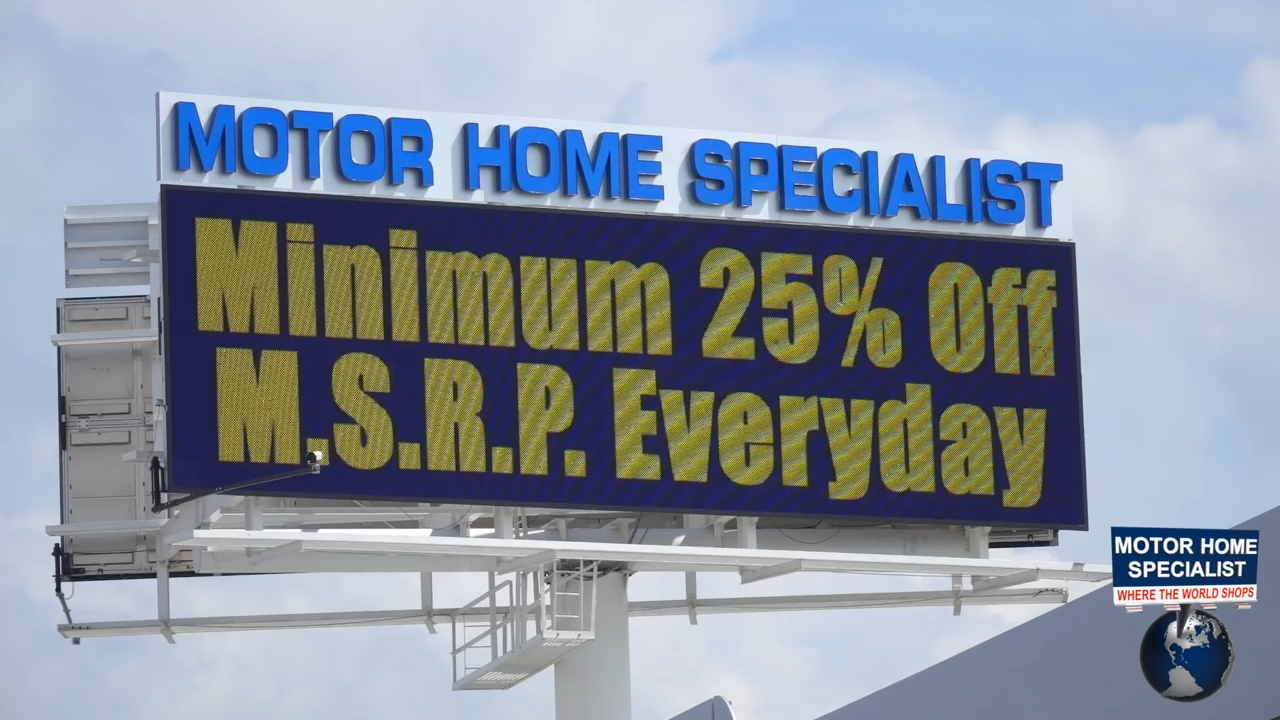 MOTOR HOME SPECIALIST
Minimum 25% Off
M.S.R.P. Everyday
MOTOR HOME
SPECIALIST
WHERE THE WORLD SHOPS